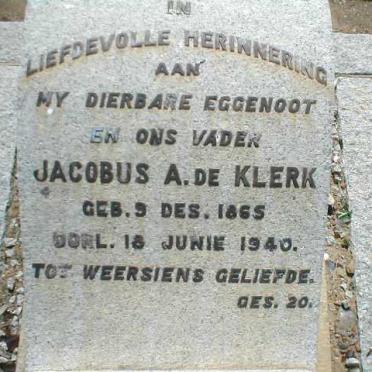 IN
LIEFDEVOLLE HERINNERING
AAN
MY DIERBARE EGGENOOT
EN ONS VADER
JACOBUS A. DE KLERK
GEB. 9 DES. 1865
OORL. 18 JUNIE 1940.
TOT WEERSIENS GELIEFDE.
GES. 20.